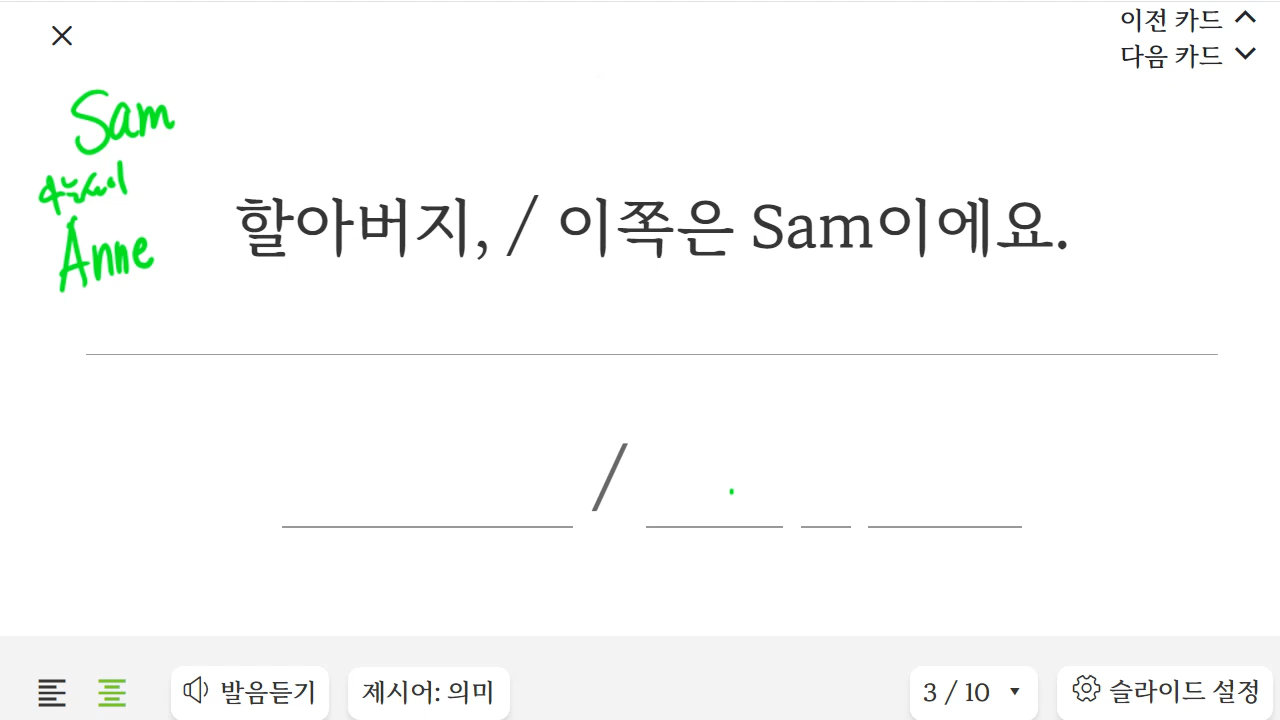 이전 카드
다음 카드
Sam
Anne
할아버지, / 이쪽은 Sam이에요.
/
발음듣기
제시어: 의미
3 / 10
슬라이드 설정